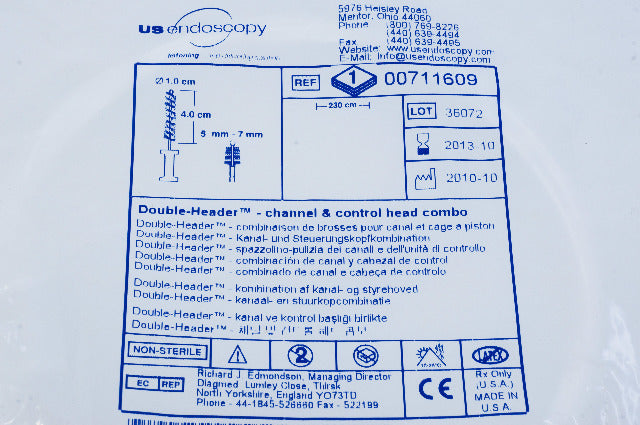 US endoscopy
5976 Heisley Road
Mentor, Ohio 44060
Phone (800) 769-8226
(440) 639-4494
Fax (440) 639-4495
Website: www.usendoscopy.com
E-Mail: info@usendoscopy.com
Ø 1.0 cm
4.0 cm
5 mm - 7 mm
REF 1 00711609
230 cm
LOT 36072
2013-10
2010-10
Double-Header™ - channel & control head combo
Double-Header™ - combinaison de brosses pour canal et cage a piston
Double-Header™ - Kanal- und Steuerungskopfkombination
Double-Header™ - spazzolino-pulizia dei canali e dell'unità di controllo
Double-Header™ - combinación de canal y cabezal de control
Double-Header™ - combinado de canal e cabeça de controlo
Double-Header™ - kombination af kanal- og styrehoved
Double-Header™ - kanaal- en stuurkopcombinatie
Double-Header™ - kanal ve kontrol başlığı birlikte
Double-Header™ -
NON-STERILE 2 LATEX
EC REP
Richard J. Edmondson, Managing Director
Diagmed Lumley Close, Thirsk
North Yorkshire, England YO73TD
Phone - 44-1845-526660 Fax - 522199
CE
Rx Only
(U.S.A.)
MADE IN
U.S.A.